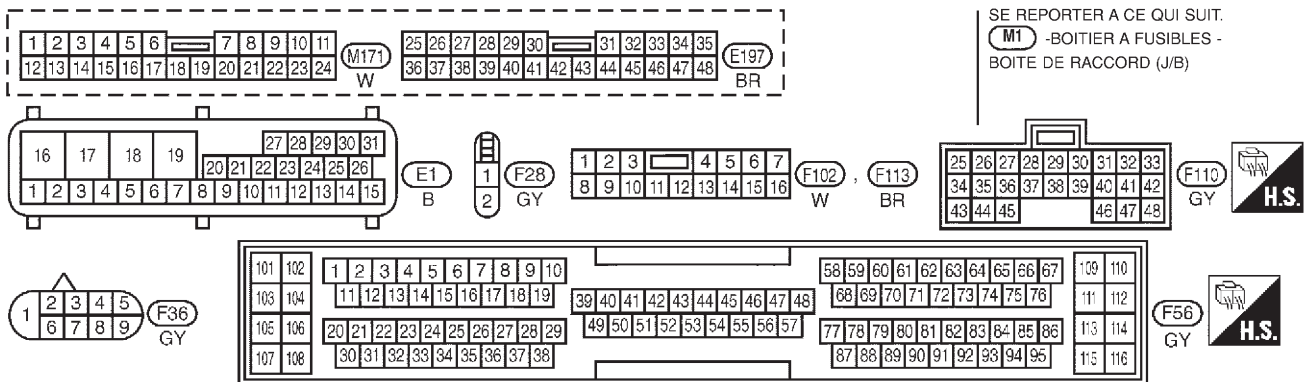 SE REPORTER A CE QUI SUIT.
M1 -BOITIER A FUSIBLES -
BOITE DE RACCORD (J/B)
1 2 3 4 5 6 7 8 9 10 11
12 13 14 15 16 17 18 19 20 21 22 23 24
M171
W
25 26 27 28 29 30 31 32 33 34 35
36 37 38 39 40 41 42 43 44 45 46 47 48
E197
BR
27 28 29 30 31
16 17 18 19
20 21 22 23 24 25 26
1 2 3 4 5 6 7 8 9 10 11 12 13 14 15
E1
B
1
2
F28
GY
1 2 3 4 5 6 7
8 9 10 11 12 13 14 15 16
F102 , F113
W BR
25 26 27 28 29 30 31 32 33
34 35 36 37 38 39 40 41 42
43 44 45 46 47 48
F110
GY
H.S.
1 2 3 4 5
6 7 8 9
F36
GY
101 102 1 2 3 4 5 6 7 8 9 10 58 59 60 61 62 63 64 65 66 67 109 110
11 12 13 14 15 16 17 18 19 68 69 70 71 72 73 74 75 76
103 104 39 40 41 42 43 44 45 46 47 48 111 112
105 106 20 21 22 23 24 25 26 27 28 29 49 50 51 52 53 54 55 56 57 77 78 79 80 81 82 83 84 85 86 113 114
107 108 30 31 32 33 34 35 36 37 38 87 88 89 90 91 92 93 94 95 115 116
F56
GY
H.S.